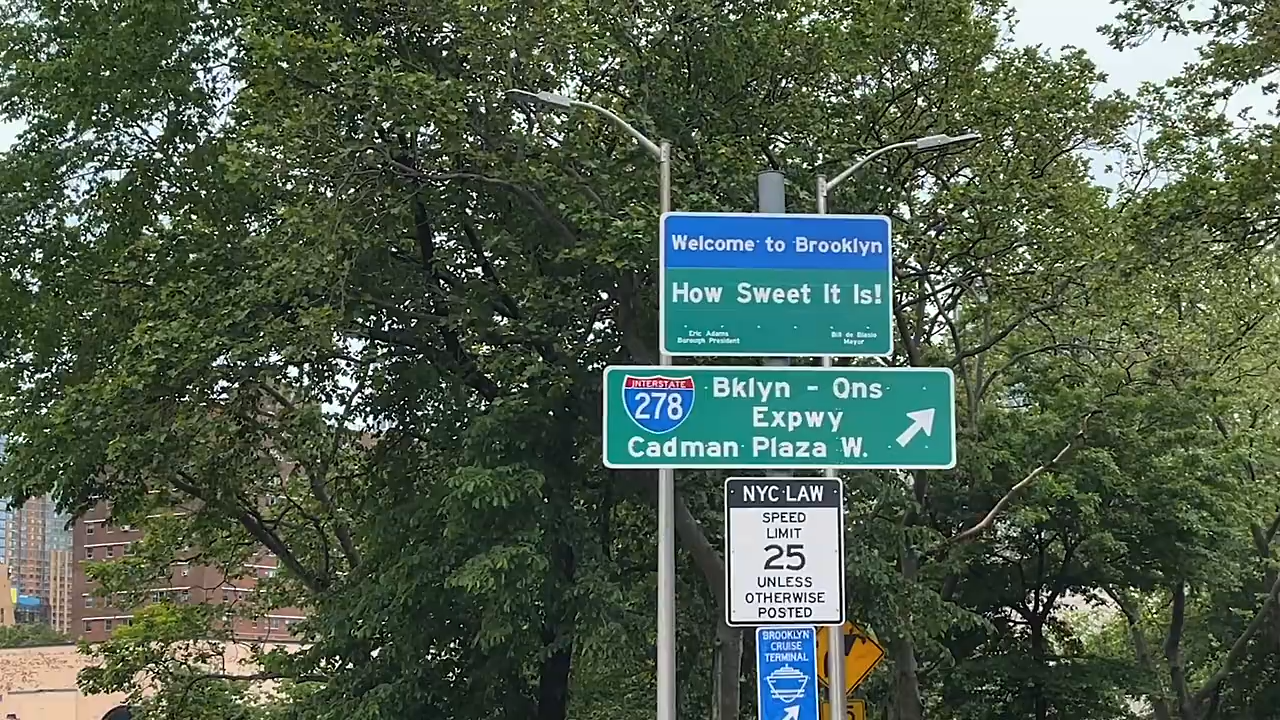 Welcome to Brooklyn
How Sweet It Is!
Eric Adams
Borough President
Bill de Blasio
Mayor
INTERSTATE
278
Bklyn - Qns
Expwy
Cadman Plaza W.
NYC LAW
SPEED
LIMIT
25
UNLESS
OTHERWISE
POSTED
BROOKLYN
CRUISE
TERMINAL